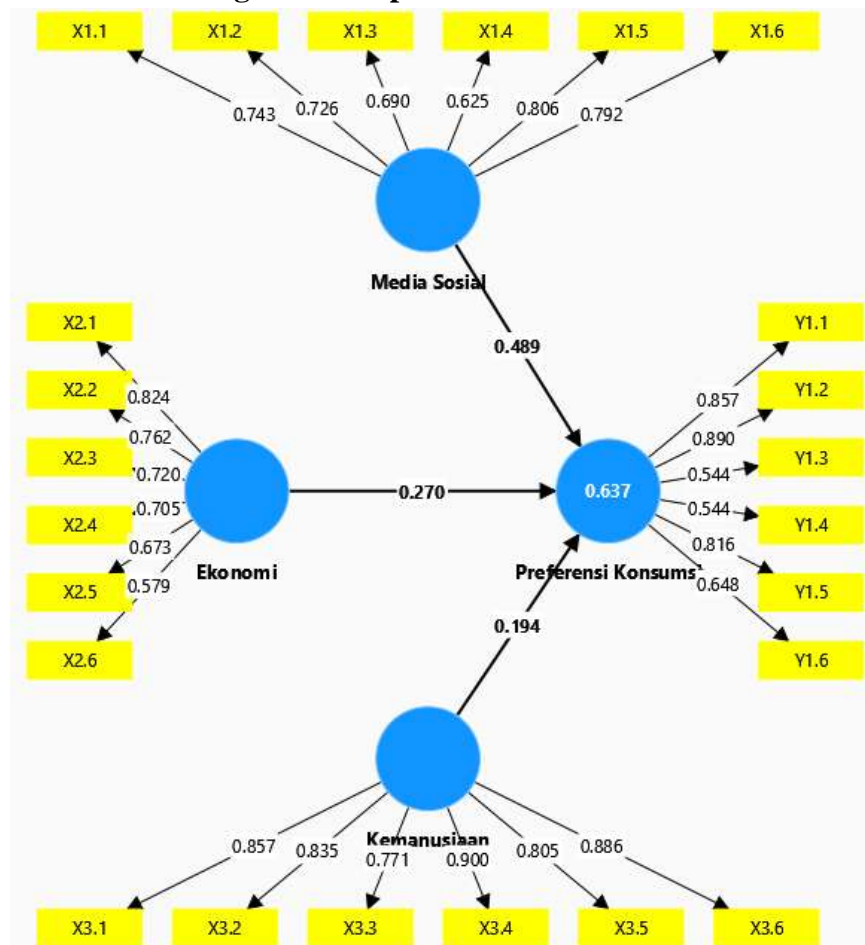 X1.1 X1.2 X1.3 X1.4 X1.5 X1.6
0.743 0.726 0.690 0.625 0.806 0.792
Media Sosial
0.489
X2.1
X2.2
X2.3
X2.4
X2.5
X2.6
0.824
0.762
0.720
0.705
0.673
0.579
Ekonomi
0.270
0.637
Preferensi Konsums
Y1.1
Y1.2
Y1.3
Y1.4
Y1.5
Y1.6
0.857
0.890
0.544
0.544
0.816
0.648
0.194
Kemanusiaan
0.857 0.835 0.771 0.900 0.805 0.886
X3.1 X3.2 X3.3 X3.4 X3.5 X3.6